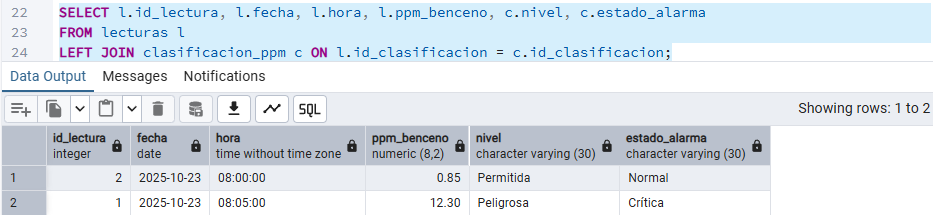 22 SELECT l.id_lectura, l.fecha, l.hora, l.ppm_benceno, c.nivel, c.estado_alarma
23 FROM lecturas l
24 LEFT JOIN clasificacion_ppm c ON l.id_clasificacion = c.id_clasificacion;
Data Output Messages Notifications
SQL Showing rows: 1 to 2
id_lectura fecha hora ppm_benceno nivel estado_alarma
integer date time without time zone numeric (8,2) character varying (30) character varying (30)
1 2 2025-10-23 08:00:00 0.85 Permitida Normal
2 1 2025-10-23 08:05:00 12.30 Peligrosa Crítica